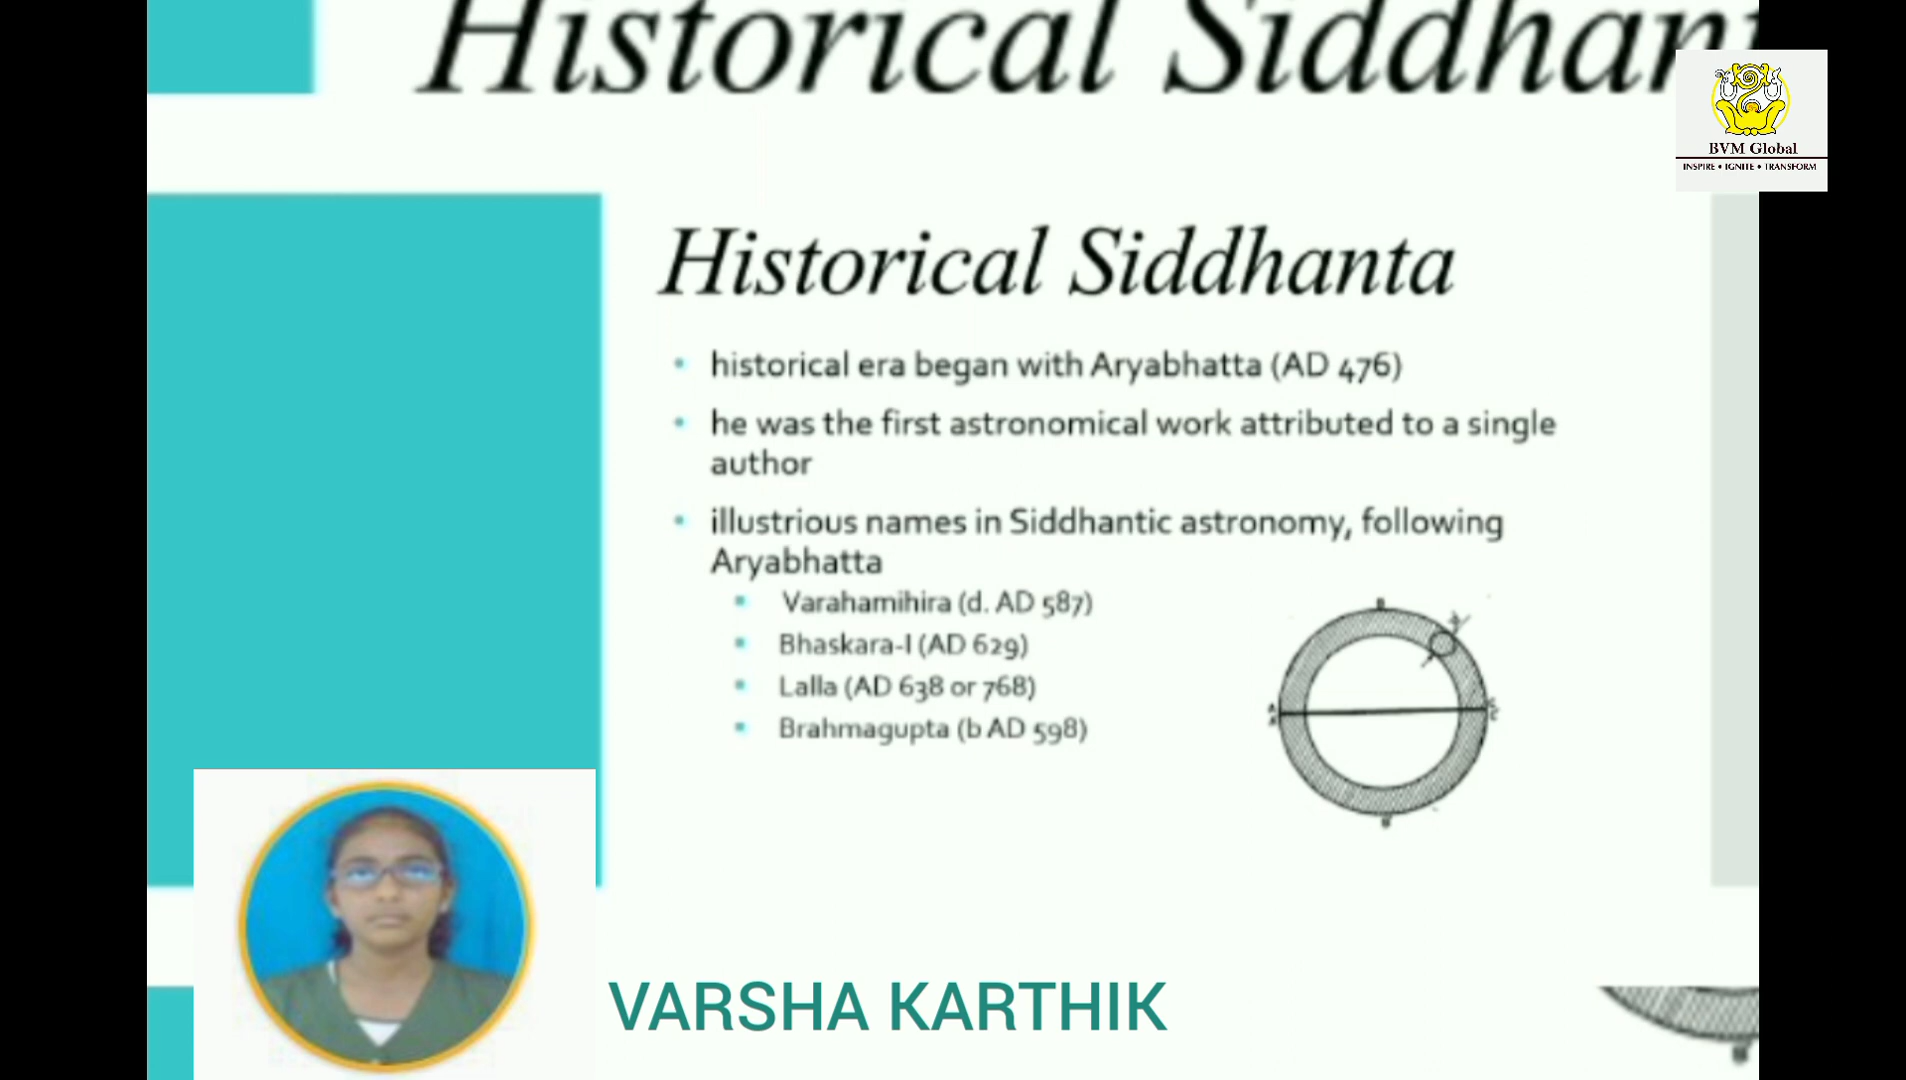 Historical Siddhant
BVM Global
INSPIRE • IGNITE • TRANSFORM
Historical Siddhanta
• historical era began with Aryabhatta (AD 476)
• he was the first astronomical work attributed to a single
author
• illustrious names in Siddhantic astronomy, following
Aryabhatta
▪ Varahamihira (d. AD 587)
▪ Bhaskara-I (AD 629)
▪ Lalla (AD 638 or 768)
▪ Brahmagupta (b AD 598)
VARSHA KARTHIK